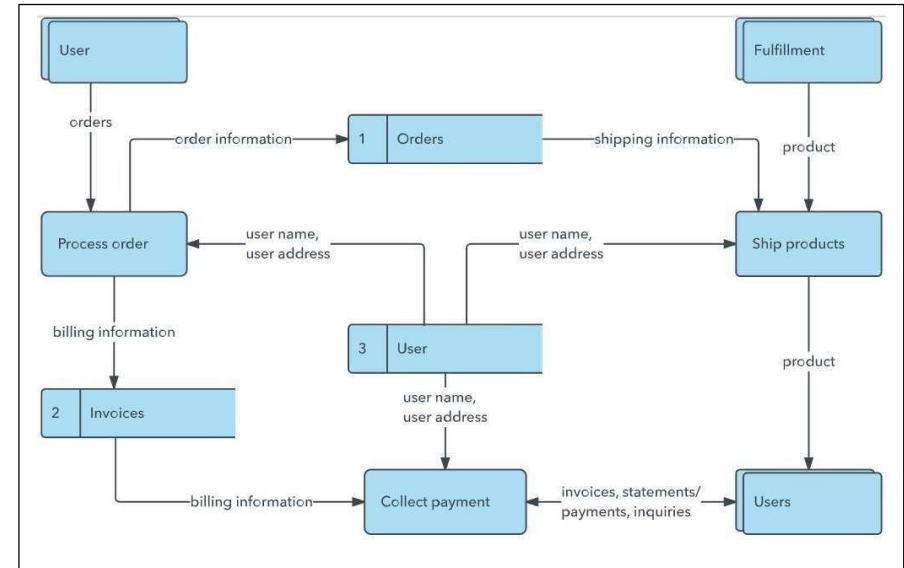 User
Fulfillment
orders
order information
1
Orders
shipping information
product
Process order
user name,
user address
user name,
user address
Ship products
billing information
3
User
product
2
Invoices
user name,
user address
billing information
Collect payment
invoices, statements/
payments, inquiries
Users